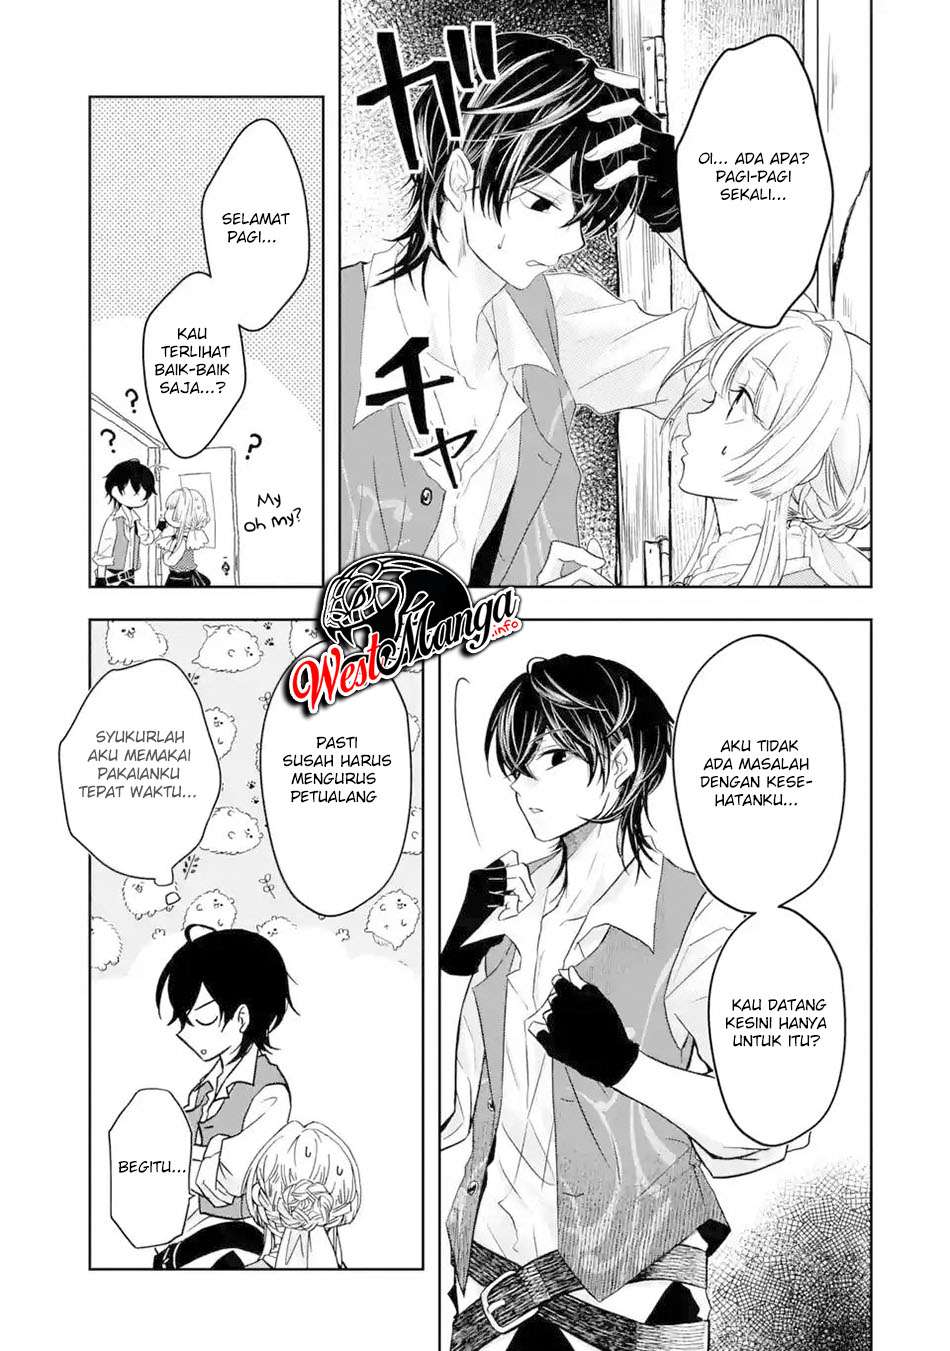 OI... ADA APA?
PAGI-PAGI
SEKALI...
ガ
チャ
SELAMAT
PAGI...
KAU
TERLIHAT
BAIK-BAIK
SAJA...?
?
?
?
My
oh my?
WestManga
.info
AKU TIDAK
ADA MASALAH
DENGAN KESE-
HATANKU...
KAU DATANG
KESINI HANYA
UNTUK ITU?
PASTI
SUSAH HARUS
MENGURUS
PETUALANG
SYUKURLAH
AKU MEMAKAI
PAKAIANKU
TEPAT WAKTU...
BEGITU...